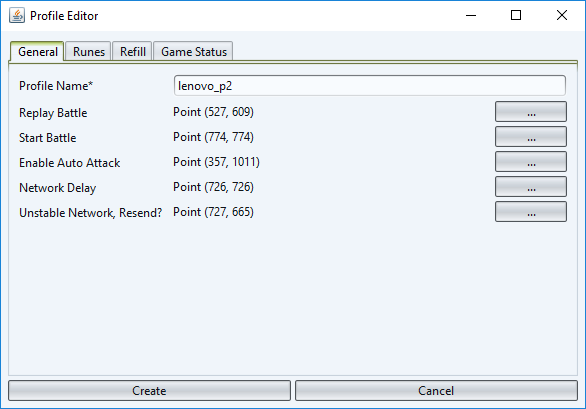 Profile Editor
General Runes Refill Game Status
Profile Name* lenovo_p2
Replay Battle Point (527, 609) ...
Start Battle Point (774, 774) ...
Enable Auto Attack Point (357, 1011) ...
Network Delay Point (726, 726) ...
Unstable Network, Resend? Point (727, 665) ...
Create Cancel